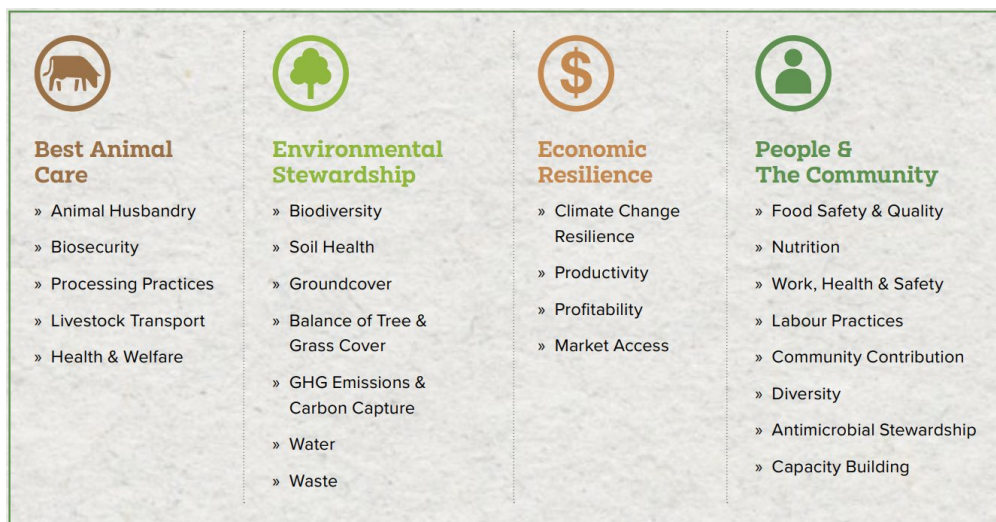 $
Best Animal
Care
» Animal Husbandry
» Biosecurity
» Processing Practices
» Livestock Transport
» Health & Welfare
Environmental
Stewardship
» Biodiversity
» Soil Health
» Groundcover
» Balance of Tree &
Grass Cover
» GHG Emissions &
Carbon Capture
» Water
» Waste
Economic
Resilience
» Climate Change
Resilience
» Productivity
» Profitability
» Market Access
People &
The Community
» Food Safety & Quality
» Nutrition
» Work, Health & Safety
» Labour Practices
» Community Contribution
» Diversity
» Antimicrobial Stewardship
» Capacity Building